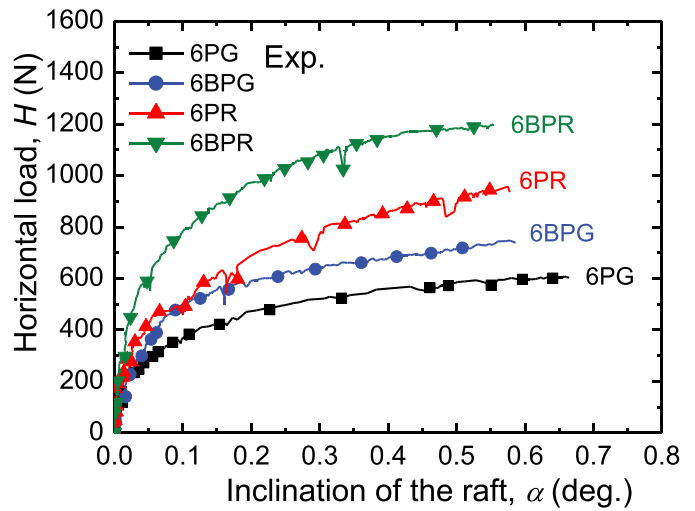 1600
1400
1200
1000
800
600
400
200
0
Horizontal load, H (N)
6PG
6BPG
6PR
6BPR
Exp.
6BPR
6PR
6BPG
6PG
0.0 0.1 0.2 0.3 0.4 0.5 0.6 0.7 0.8
Inclination of the raft, α (deg.)